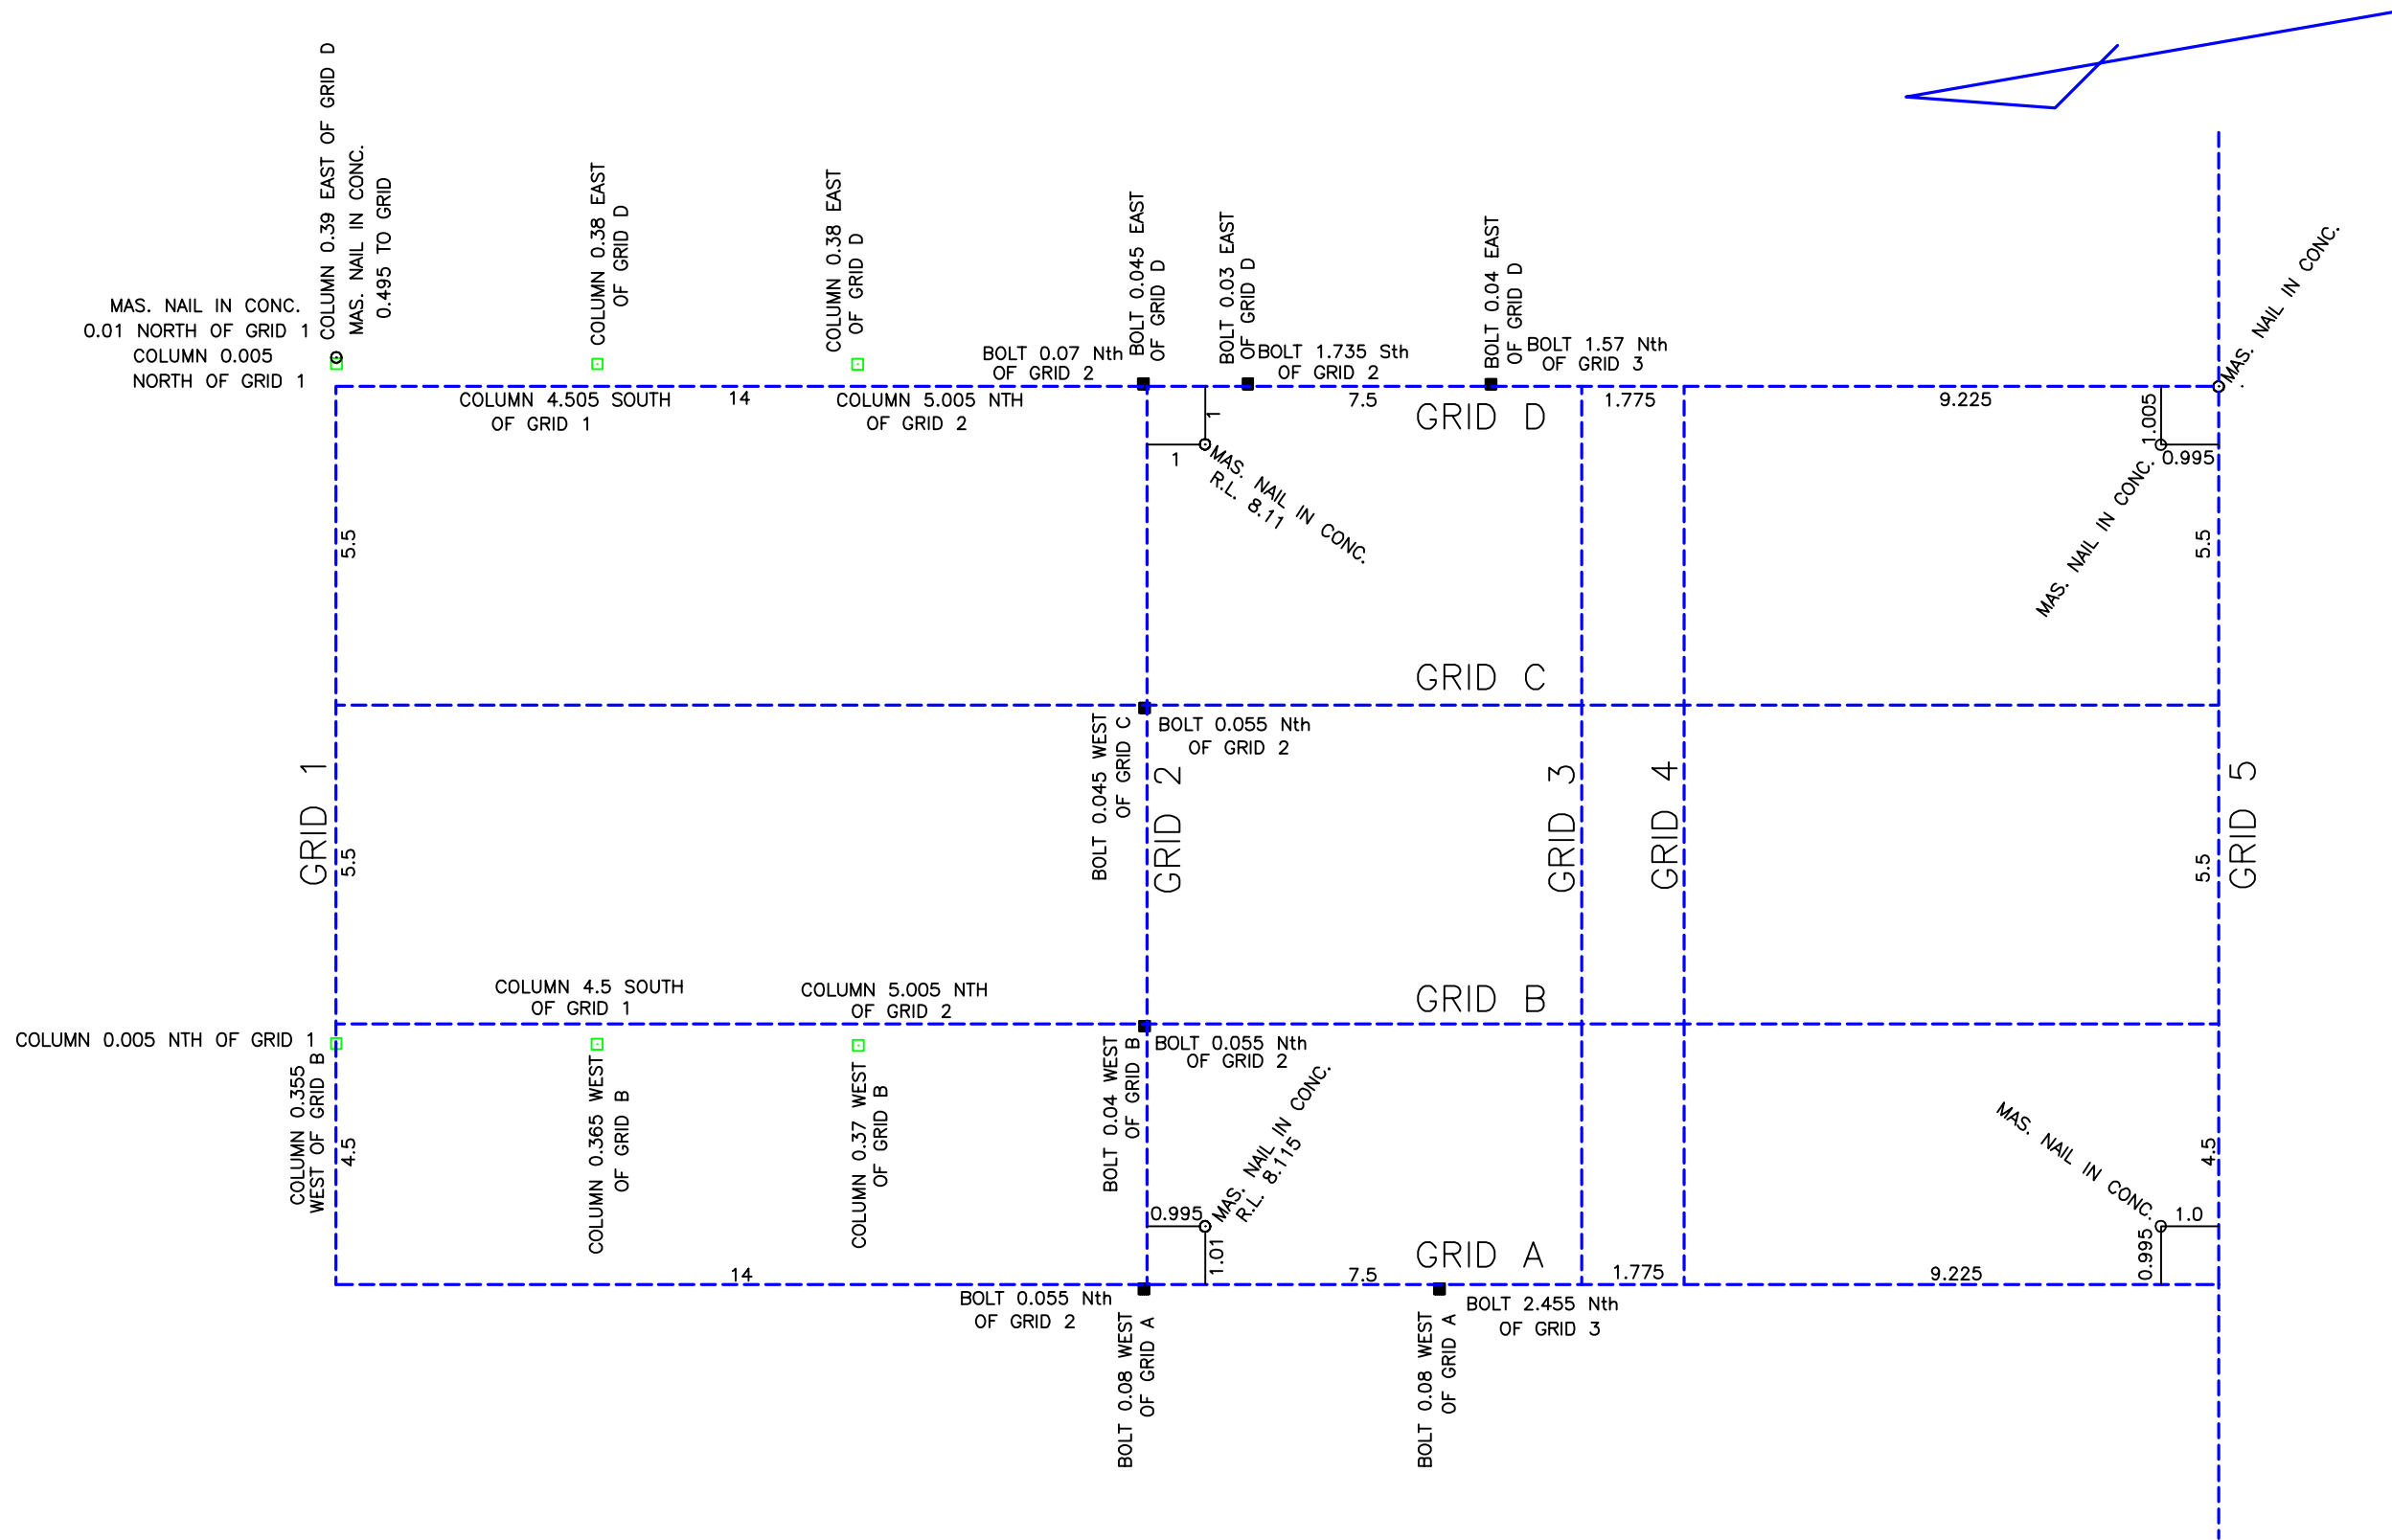 COLUMN 0.39 EAST OF GRID D
MAS. NAIL IN CONC.
0.495 TO GRID
MAS. NAIL IN CONC.
0.01 NORTH OF GRID 1
COLUMN 0.005
NORTH OF GRID 1
COLUMN 0.38 EAST
OF GRID D
COLUMN 0.38 EAST
OF GRID D
BOLT 0.07 Nth
OF GRID 2
BOLT 0.045 EAST
OF GRID D
BOLT 0.03 EAST
OF GRID D
BOLT 1.735 Sth
OF GRID 2
BOLT 0.04 EAST
OF GRID D
BOLT 1.57 Nth
OF GRID 3
MAS. NAIL IN CONC.
COLUMN 4.505 SOUTH
OF GRID 1
14
COLUMN 5.005 NTH
OF GRID 2
1
1
MAS. NAIL IN CONC.
R.L. 8.11
7.5
GRID D
1.775
9.225
1.005
0.995
MAS. NAIL IN CONC.
5.5
5.5
GRID C
BOLT 0.045 WEST
OF GRID C
BOLT 0.055 Nth
OF GRID 2
GRID 1
5.5
GRID 2
GRID 3
GRID 4
5.5
GRID 5
COLUMN 4.5 SOUTH
OF GRID 1
COLUMN 5.005 NTH
OF GRID 2
GRID B
COLUMN 0.005 NTH OF GRID 1
COLUMN 0.355
WEST OF GRID B
4.5
COLUMN 0.365 WEST
OF GRID B
COLUMN 0.37 WEST
OF GRID B
BOLT 0.04 WEST
OF GRID B
BOLT 0.055 Nth
OF GRID 2
MAS. NAIL IN CONC.
R.L. 8.115
0.995
1.01
MAS. NAIL IN CONC.
4.5
1.0
0.995
GRID A
14
7.5
1.775
9.225
BOLT 0.055 Nth
OF GRID 2
BOLT 0.08 WEST
OF GRID A
BOLT 0.08 WEST
OF GRID A
BOLT 2.455 Nth
OF GRID 3